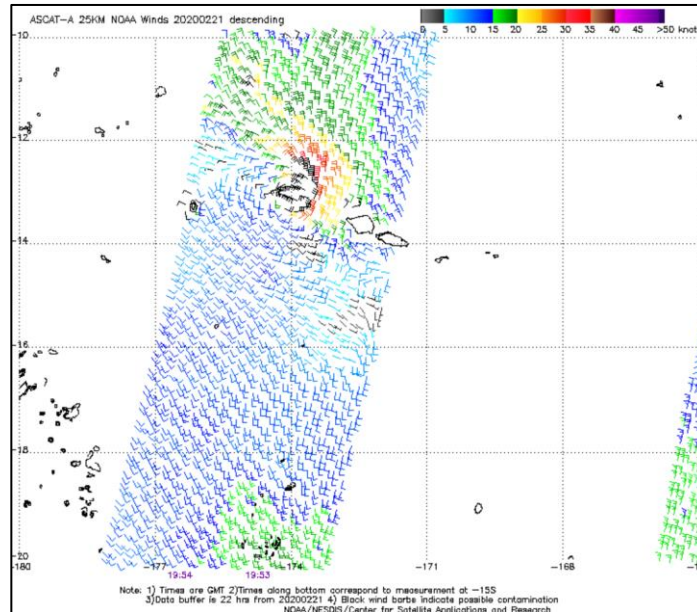 ASCAT-A 25KM NOAA Winds 20200221 descending
0 5 10 15 20 25 30 35 40 45 >50 knots
-10
-12
-14
-16
-18
-20
-180 -177 -174 -171 -168
19:54 19:53
Note: 1) Times are GMT 2)Times along bottom correspond to measurement at -15S
3)Data buffer is 22 hrs from 20200221 4) Black wind barbs indicate possible contamination
NOAA/NESDIS/Center for Satellite Applications and Research